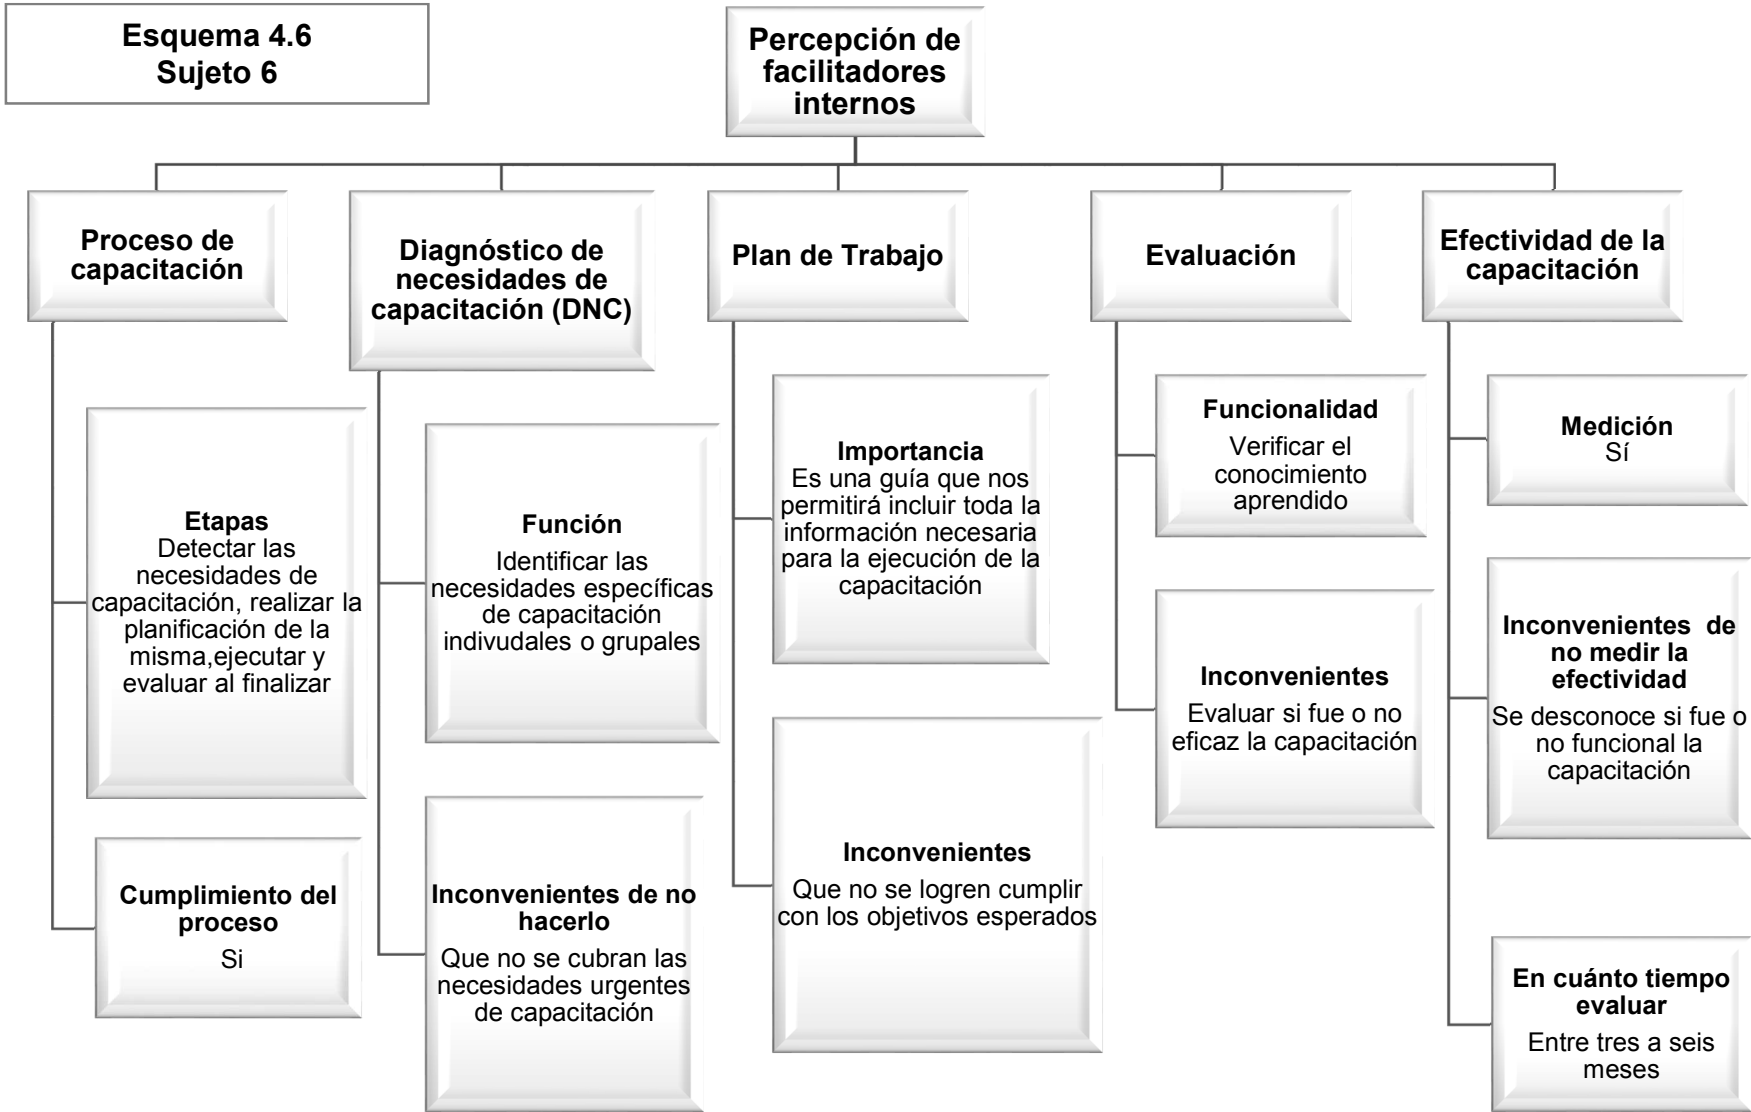 Esquema 4.6
Sujeto 6
Percepción de
facilitadores
internos
Proceso de
capacitación
Etapas
Detectar las
necesidades de
capacitación, realizar la
planificación de la
misma,ejecutar y
evaluar al finalizar
Cumplimiento del
proceso
Si
Diagnóstico de
necesidades de
capacitación (DNC)
Función
Identificar las
necesidades específicas
de capacitación
indivudales o grupales
Inconvenientes de no
hacerlo
Que no se cubran las
necesidades urgentes
de capacitación
Plan de Trabajo
Importancia
Es una guía que nos
permitirá incluir toda la
información necesaria
para la ejecución de la
capacitación
Inconvenientes
Que no se logren cumplir
con los objetivos esperados
Evaluación
Funcionalidad
Verificar el
conocimiento
aprendido
Inconvenientes
Evaluar si fue o no
eficaz la capacitación
Efectividad de la
capacitación
Medición
Sí
Inconvenientes de
no medir la
efectividad
Se desconoce si fue o
no funcional la
capacitación
En cuánto tiempo
evaluar
Entre tres a seis
meses